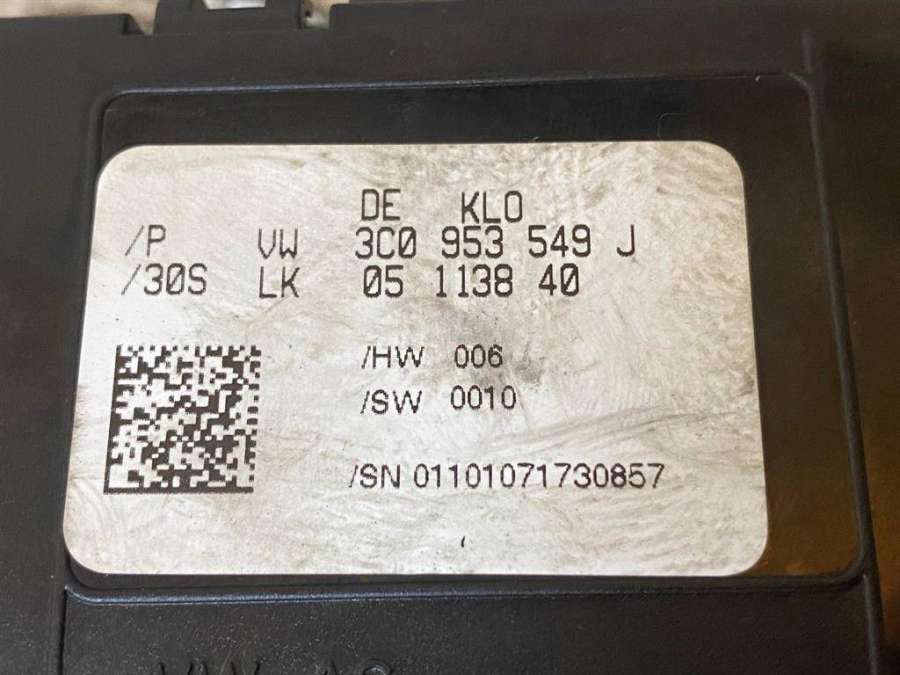 DE KLO
/P VW 3C0 953 549 J
/30S LK 05 1138 40
/HW 006
/SW 0010
/SN 01101071730857